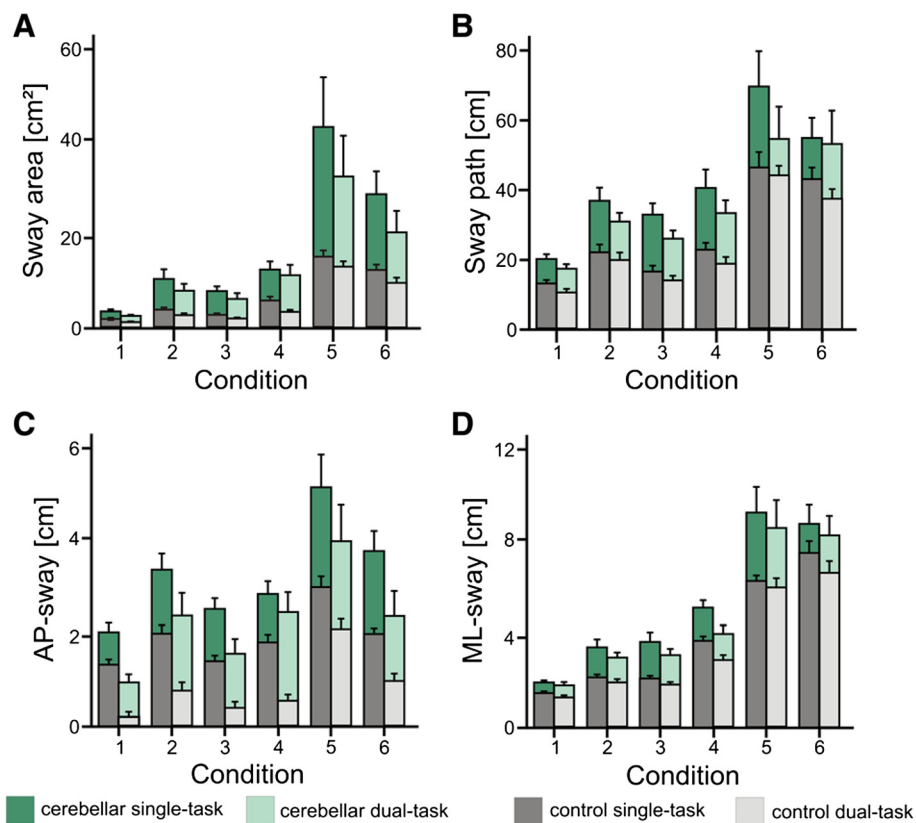 A
Sway area [cm²]
60
40
20
0
1 2 3 4 5 6
Condition
B
Sway path [cm]
80
60
40
20
0
1 2 3 4 5 6
Condition
C
AP-sway [cm]
6
4
2
0
1 2 3 4 5 6
Condition
D
ML-sway [cm]
12
8
4
0
1 2 3 4 5 6
Condition
cerebellar single-task cerebellar dual-task control single-task control dual-task